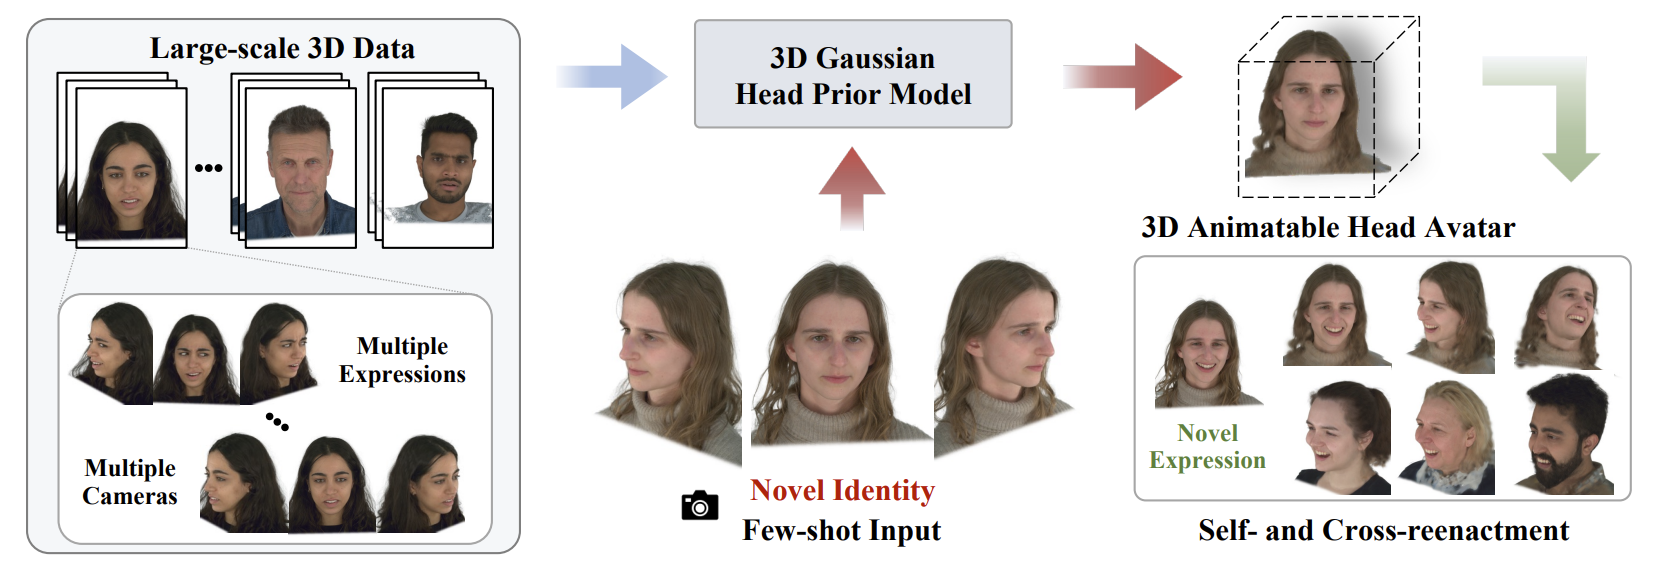 Large-scale 3D Data
Multiple
Expressions
Multiple
Cameras
3D Gaussian
Head Prior Model
Novel Identity
Few-shot Input
3D Animatable Head Avatar
Novel
Expression
Self- and Cross-reenactment